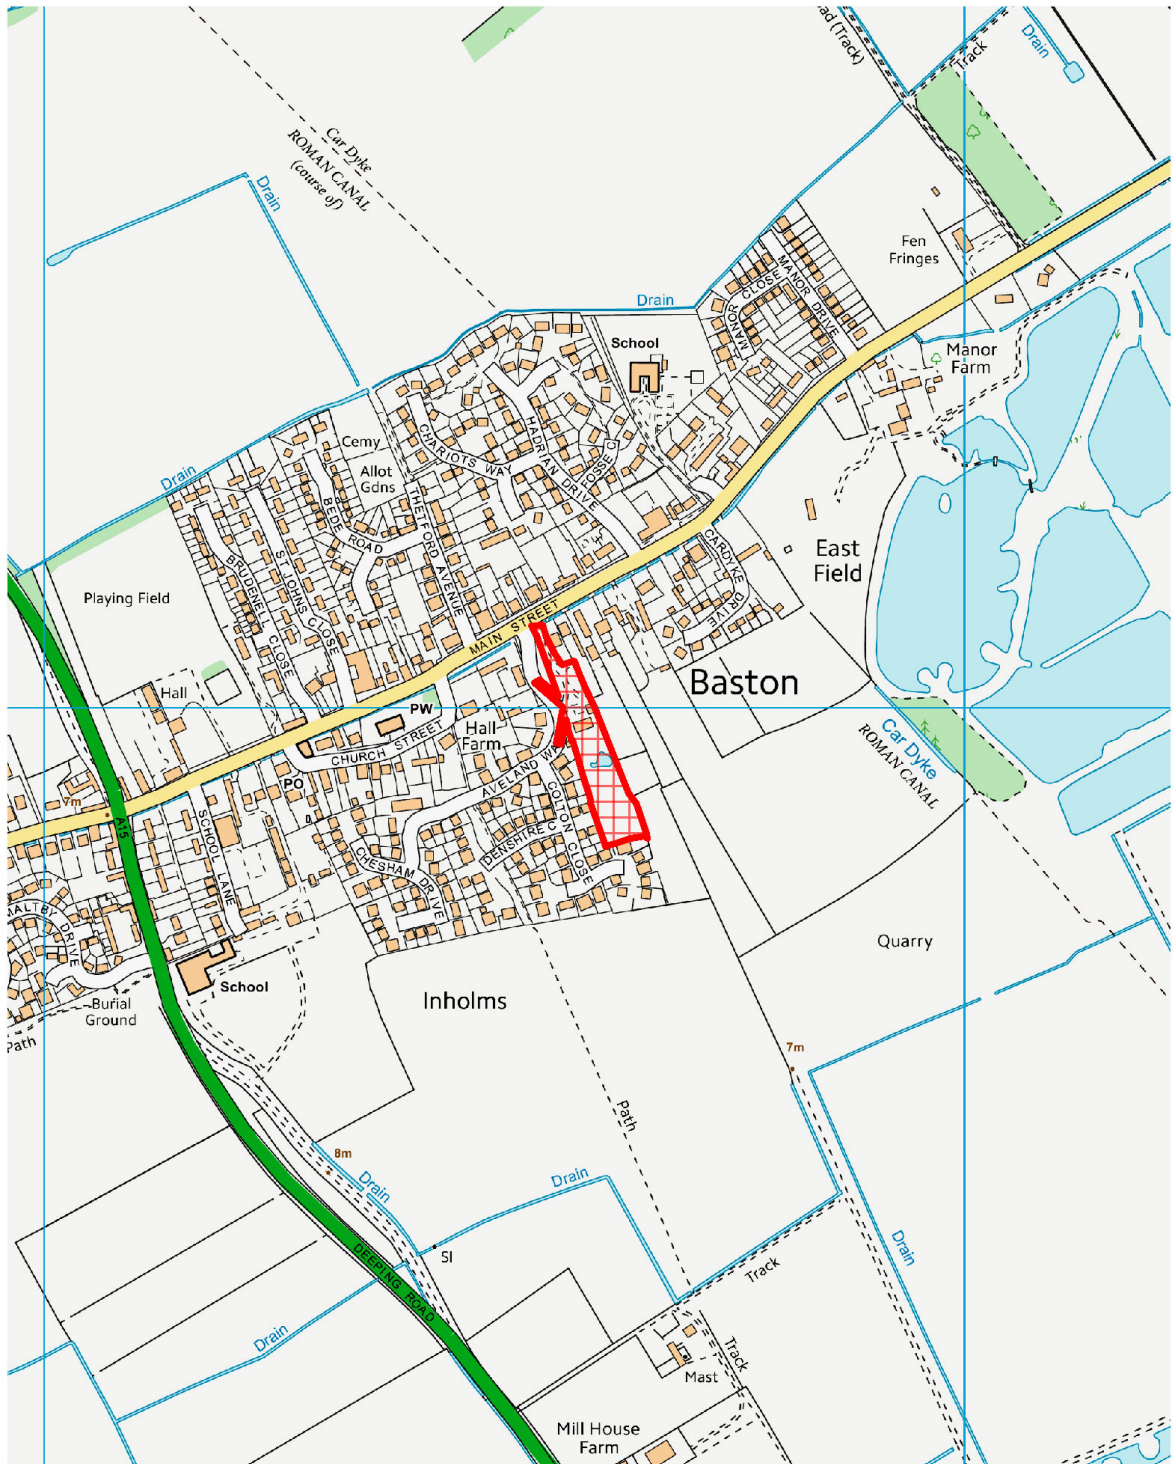 ad (Track)
Track
Drain
Car Dyke
ROMAN CANAL
(course of)
Drain
Fen
Fringes
Drain
MANOR CLOSE
MANOR DRIVE
School
Manor
Farm
Cemy
CHARIOTS WAY
HADRIAN DRIVE
FOSSE C
Allot
Gdns
Drain
THETFORD AVENUE
BEDE ROAD
ST JOHNS CLOSE
BRUDENELL CLOSE
CARDYKE DRIVE
East
Field
Playing Field
MAIN STREET
Baston
Hall
PW
Hall
Farm
CHURCH STREET
Car Dyke
ROMAN CANAL
AVELAND WA
PO
7m
A15
COLTON CLOSE
DENSHIRE C
SCHOOL LANE
CHESHAM DRIVE
MALTBY DRIVE
Quarry
School
Inholms
Burial
Ground
Path
7m
Path
8m
Drain
Drain
Drain
SI
Track
DEEPING ROAD
Drain
Track
Mast
Mill House
Farm